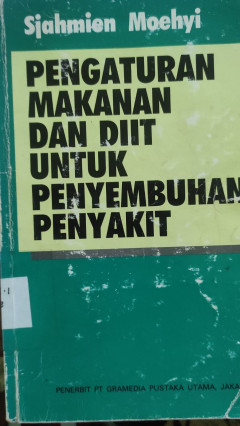 Sjahmien Moehyi
PENGATURAN
MAKANAN
DAN DIIT
UNTUK
PENYEMBUHAN
PENYAKIT
PENERBIT PT GRAMEDIA PUSTAKA UTAMA, JAKA